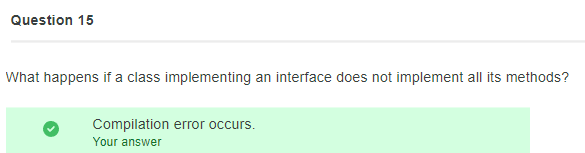 Question 15
What happens if a class implementing an interface does not implement all its methods?
Compilation error occurs.
Your answer